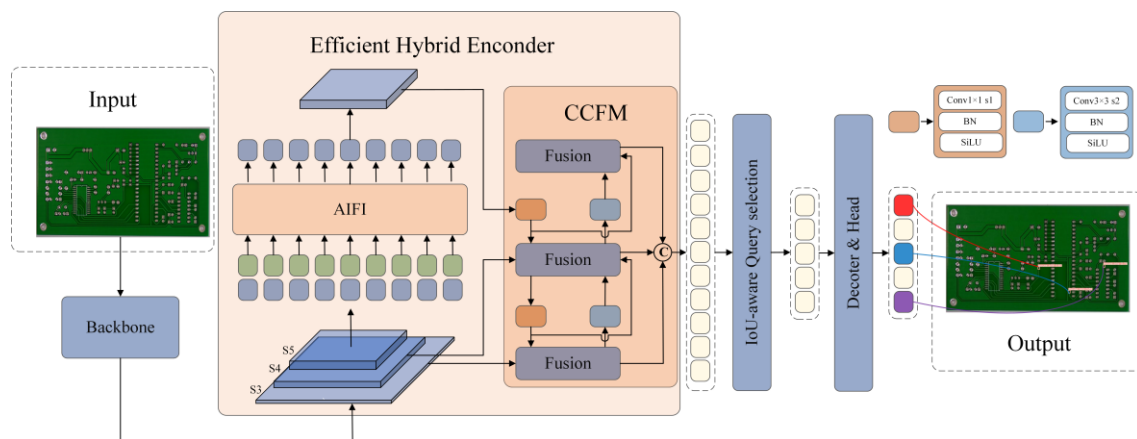 Efficient Hybrid Enconder
Input
CCFM
Conv1×1 s1
BN
SiLU
Conv3×3 s2
BN
SiLU
Fusion
AIFI
Fusion
C
IoU-aware Query selection
Decoter & Head
Backbone
S5
S4
S3
Fusion
Output